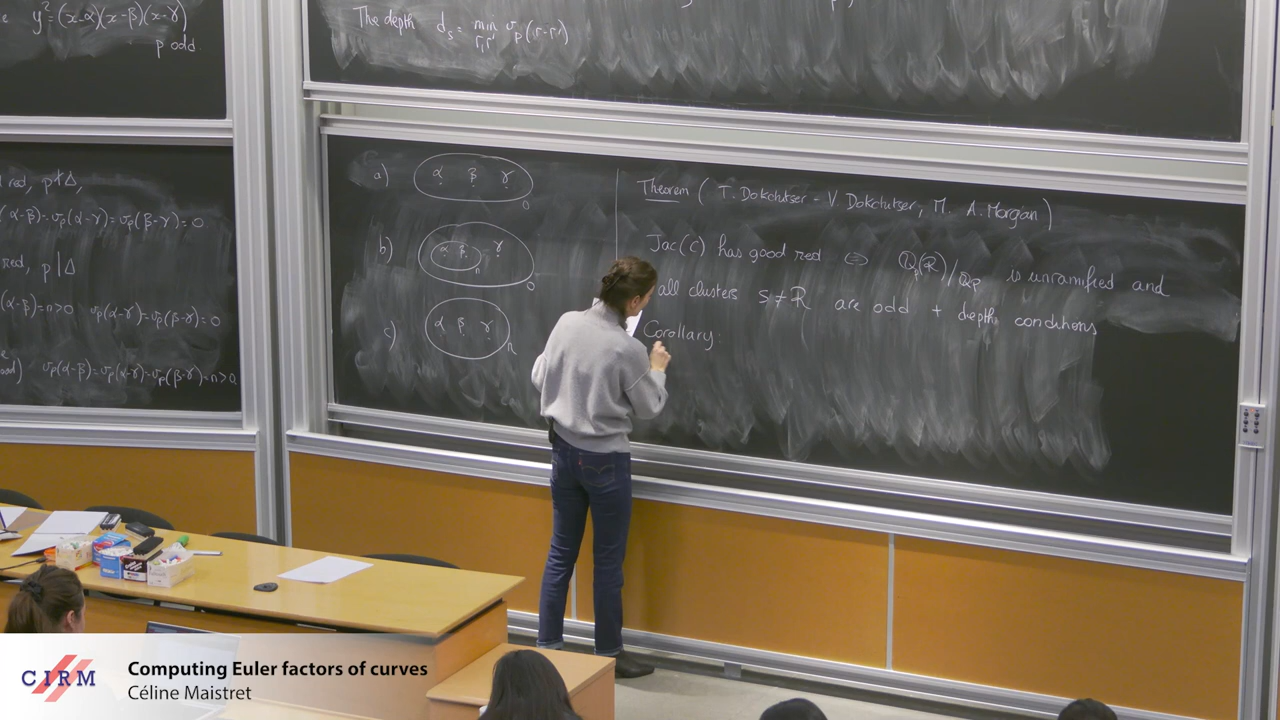 y² = (x-α)(x-β)(x-γ)
p odd.
The depth d_s = min_{r,r'} v_p(r-r')
red, p∤Δ,
(α-β)=v_p(α-γ)=v_p(β-γ)=0.
red, p|Δ
(α-β)=n>0 v_p(α-γ)=v_p(β-γ)=0
v_p(α-β)=v_p(α-γ)=v_p(β-γ)=n>0.
a) α β γ 0
b) α β n γ 0
c) α β γ n
Theorem (T. Dokchitser - V Dokchitser, M. A. Morgan)
Jac(C) has good red ⇔ Q_p(R)/Q_p is unramified and
all clusters s≠R are odd + depth conditions
Corollary:
CIRM
Computing Euler factors of curves
Céline Maistret